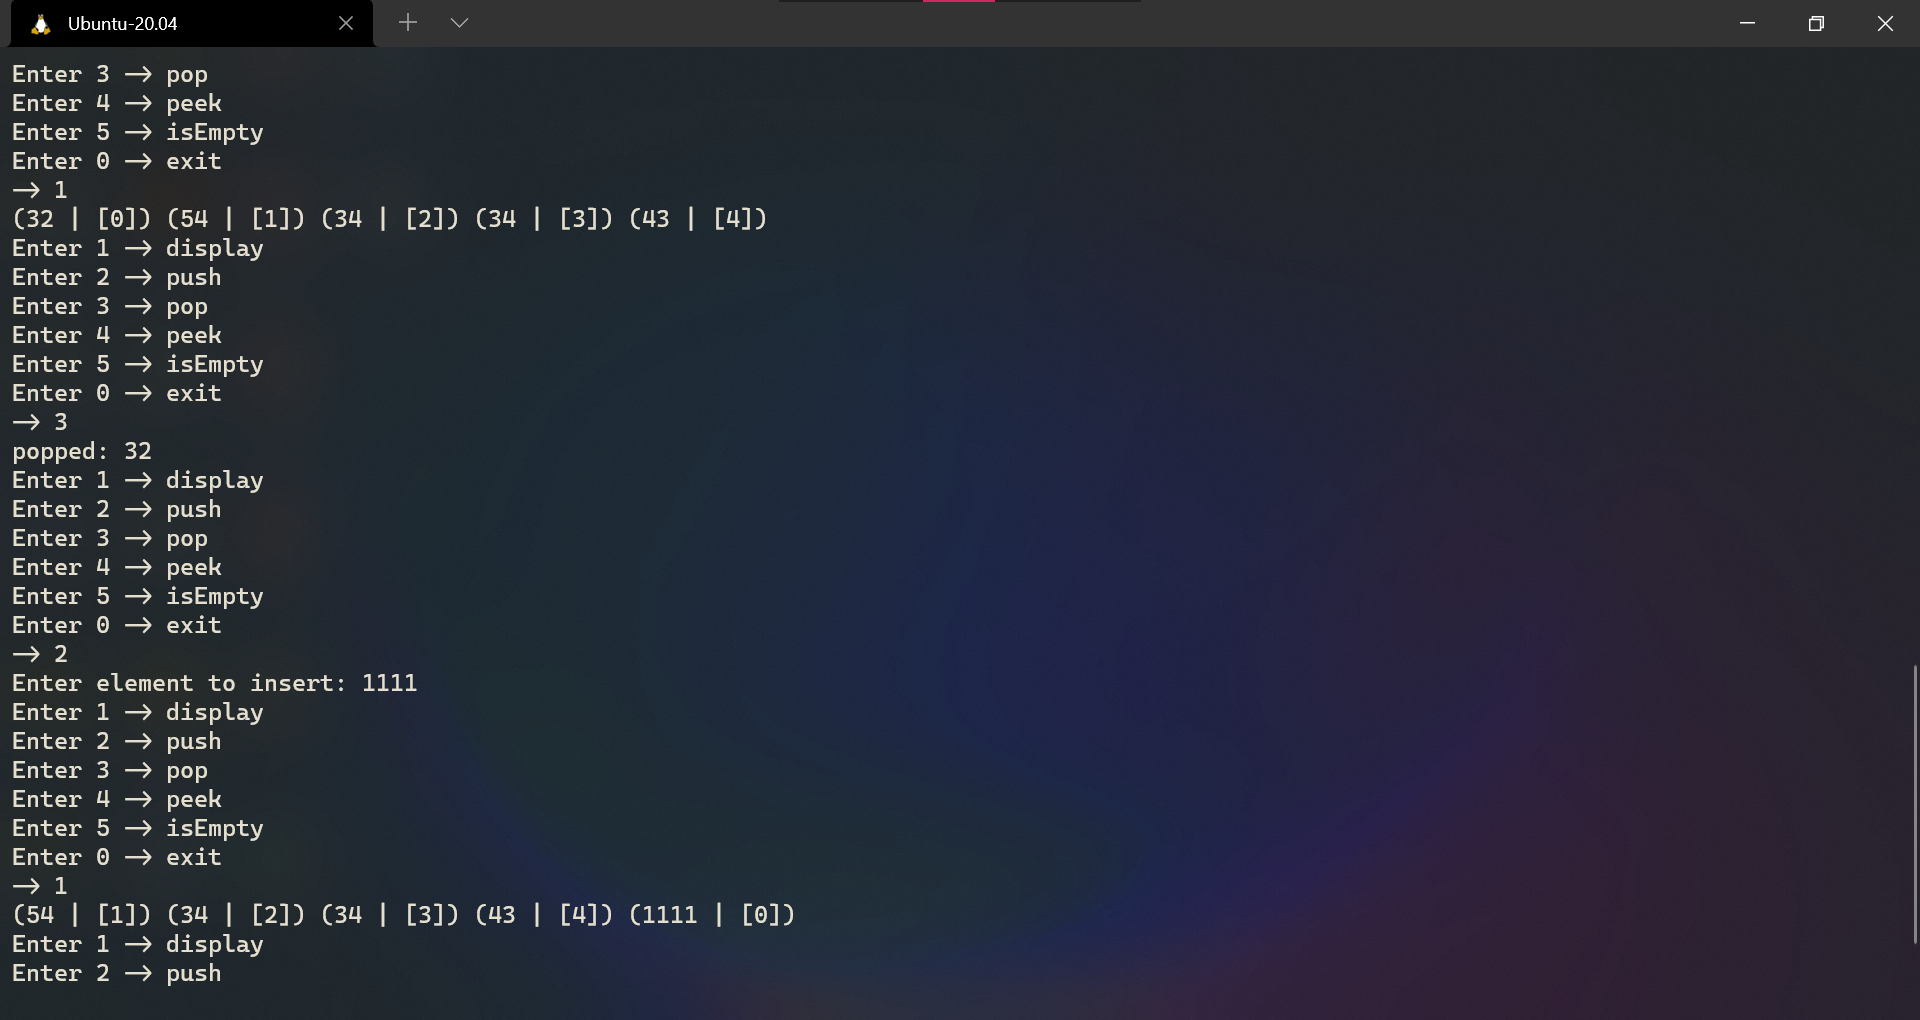 Ubuntu-20.04
Enter 3 → pop
Enter 4 → peek
Enter 5 → isEmpty
Enter 0 → exit
→ 1
(32 | [0]) (54 | [1]) (34 | [2]) (34 | [3]) (43 | [4])
Enter 1 → display
Enter 2 → push
Enter 3 → pop
Enter 4 → peek
Enter 5 → isEmpty
Enter 0 → exit
→ 3
popped: 32
Enter 1 → display
Enter 2 → push
Enter 3 → pop
Enter 4 → peek
Enter 5 → isEmpty
Enter 0 → exit
→ 2
Enter element to insert: 1111
Enter 1 → display
Enter 2 → push
Enter 3 → pop
Enter 4 → peek
Enter 5 → isEmpty
Enter 0 → exit
→ 1
(54 | [1]) (34 | [2]) (34 | [3]) (43 | [4]) (1111 | [0])
Enter 1 → display
Enter 2 → push